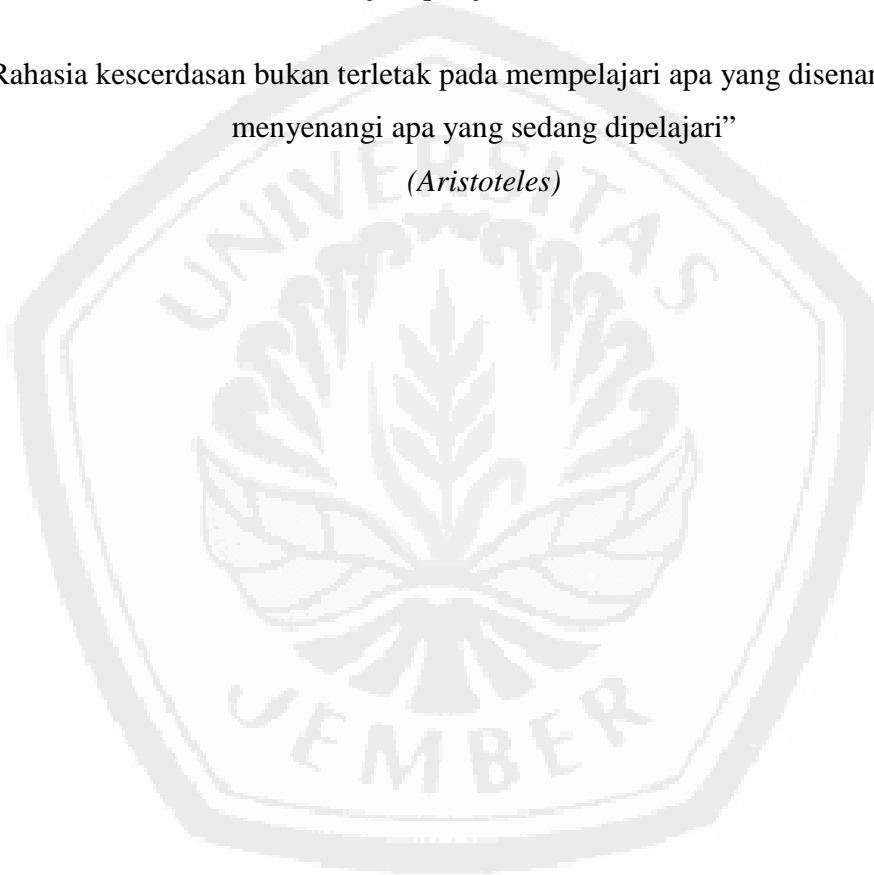 Rahasia kescerdasan bukan terletak pada mempelajari apa yang
menyenangi apa yang sedang dipelajari”
(Aristoteles)
UNIVERSITAS
JEMBER